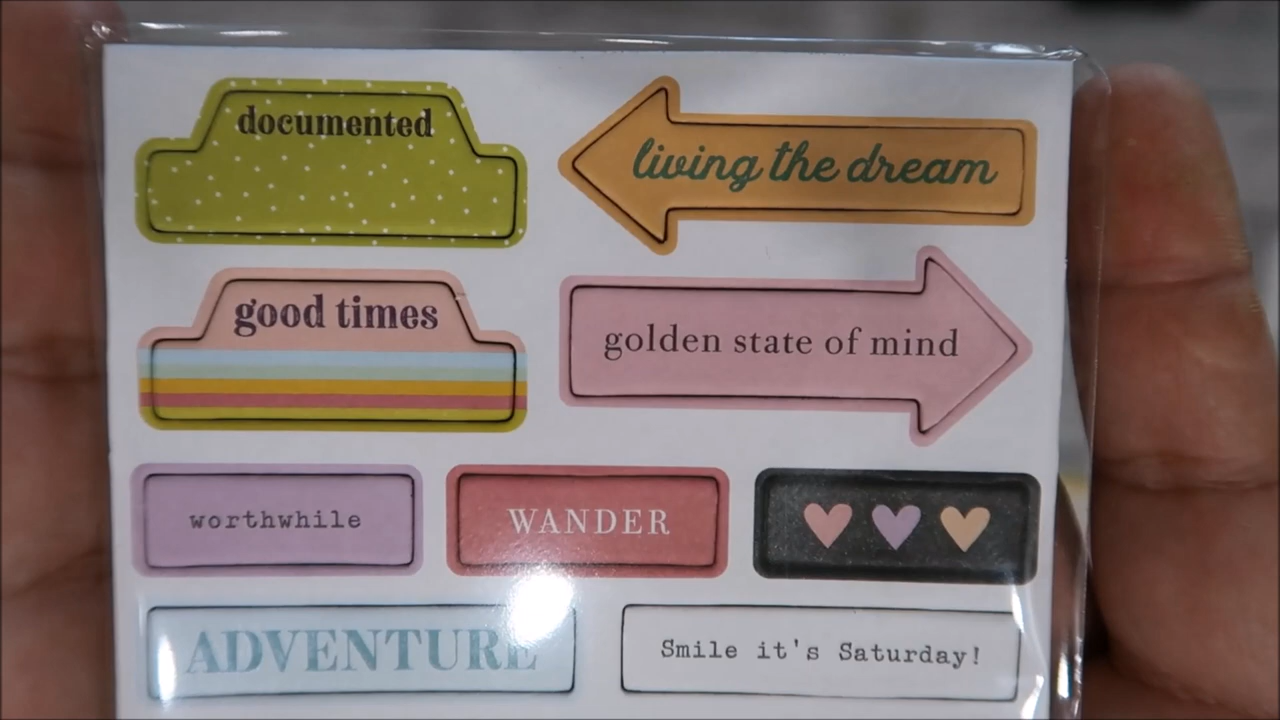 documented
living the dream
good times
golden state of mind
worthwhile
WANDER
ADVENTURE
Smile it's Saturday!